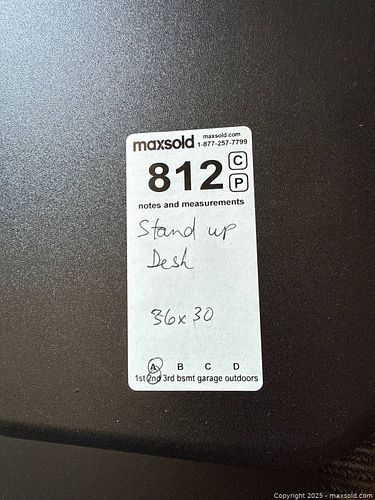 maxsold maxsold.com
1-877-257-7799
812 C
P
notes and measurements
Stand up
Desk
36x30
A B C D
1st 2nd 3rd bsmt garage outdoors
Copyright 2025 - maxsold.com